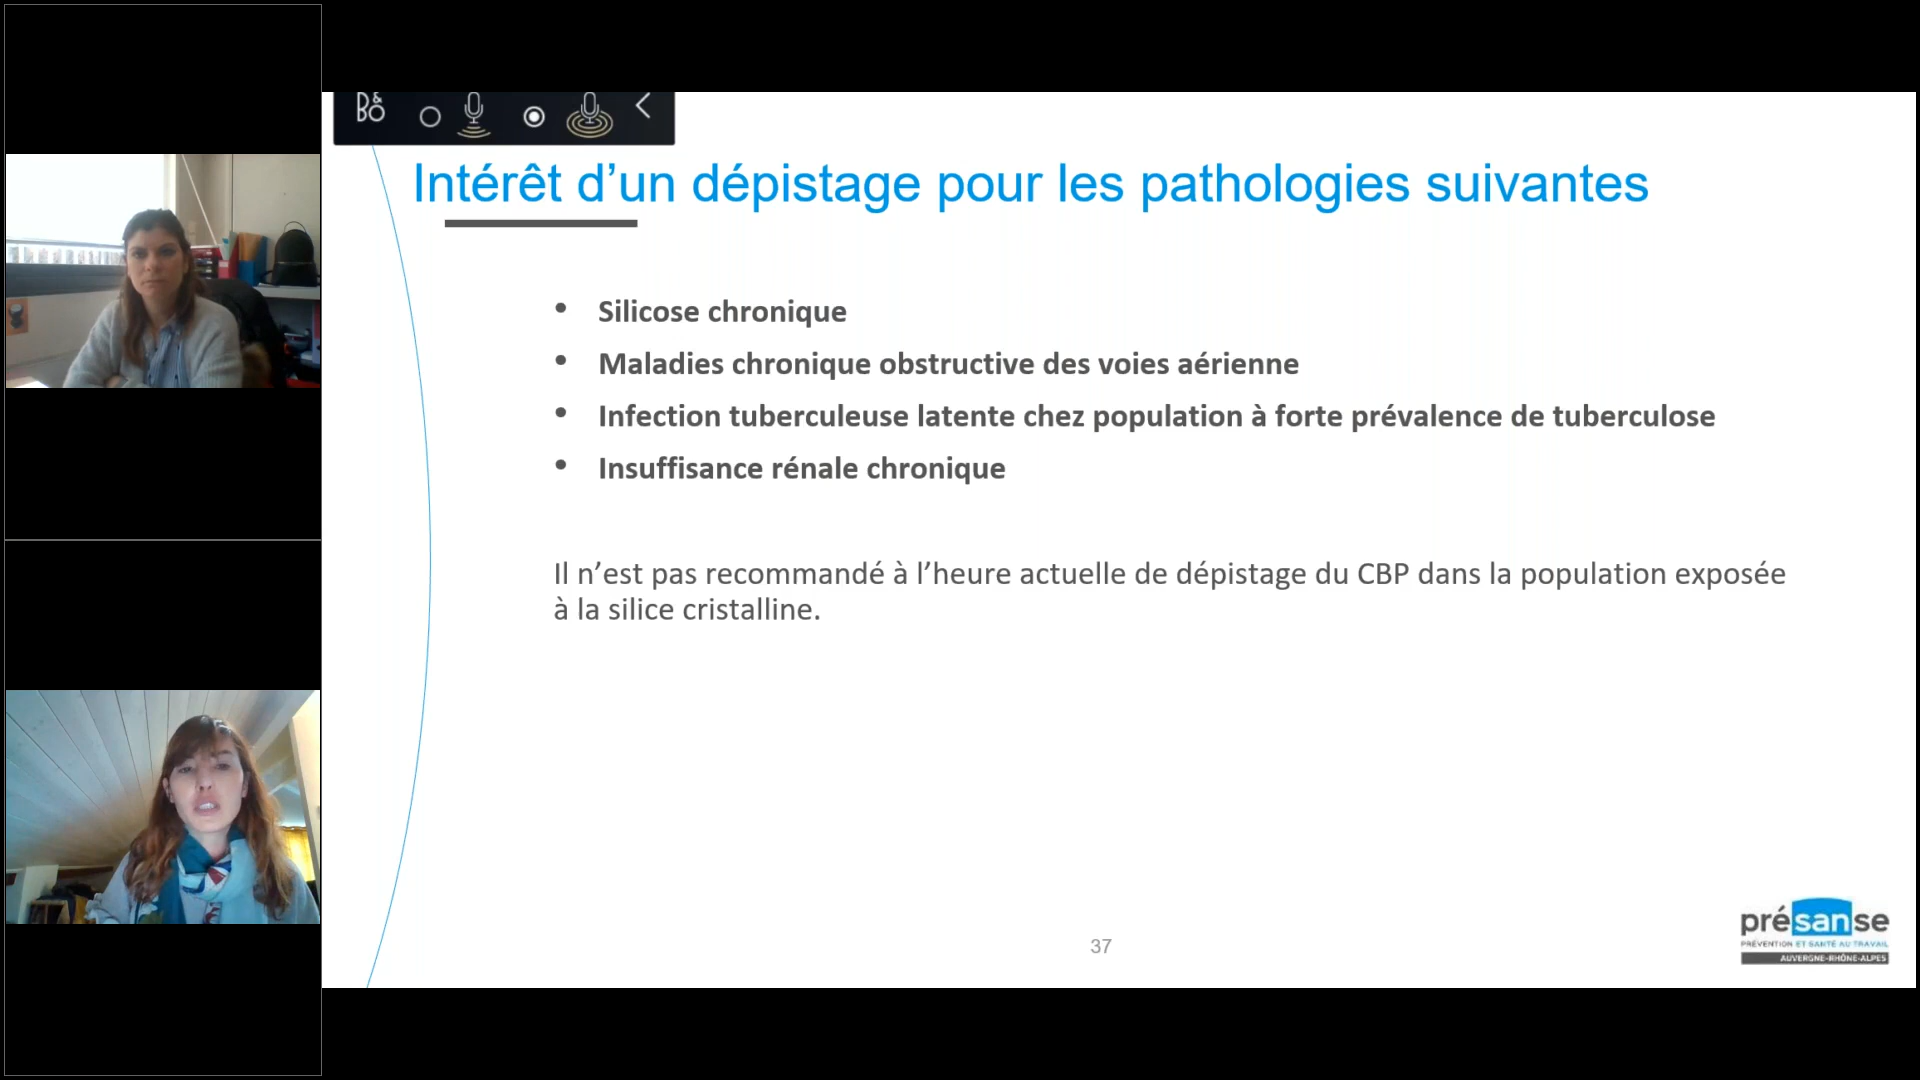 B&O
Intérêt d’un dépistage pour les pathologies suivantes
• Silicose chronique
• Maladies chronique obstructive des voies aérienne
• Infection tuberculeuse latente chez population à forte prévalence de tuberculose
• Insuffisance rénale chronique
Il n’est pas recommandé à l’heure actuelle de dépistage du CBP dans la population exposée
à la silice cristalline.
37
présanse
PRÉVENTION ET SANTÉ AU TRAVAIL
AUVERGNE-RHÔNE-ALPES